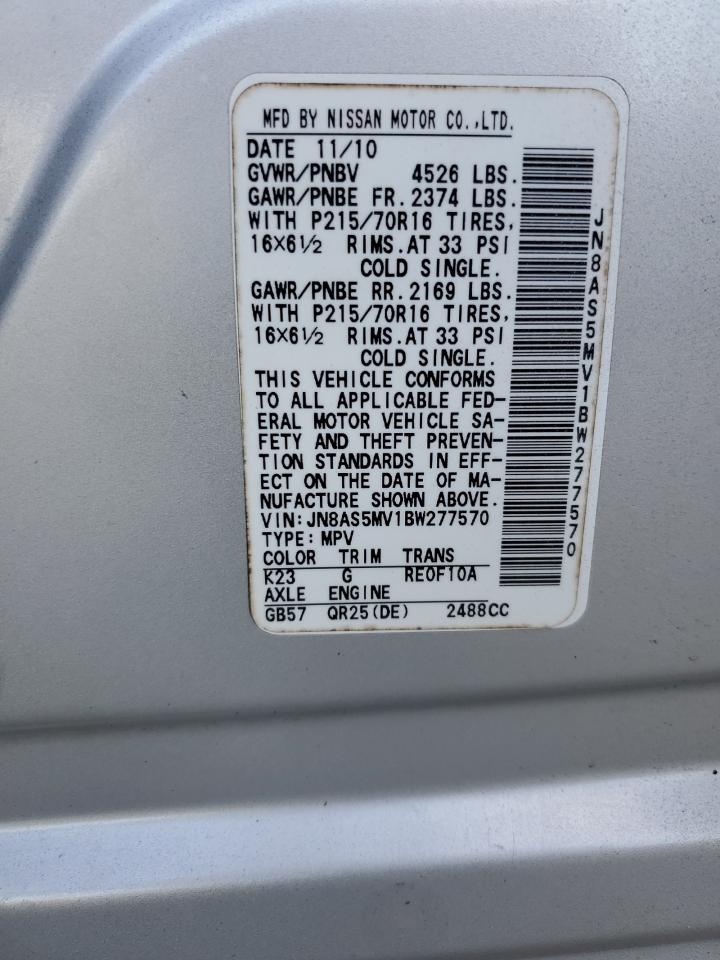 MFD BY NISSAN MOTOR CO.,LTD.
DATE 11/10
GVWR/PNBV 4526 LBS.
GAWR/PNBE FR. 2374 LBS.
WITH P215/70R16 TIRES,
16X6½ RIMS. AT 33 PSI
COLD SINGLE.
GAWR/PNBE RR. 2169 LBS.
WITH P215/70R16 TIRES,
16X6½ RIMS. AT 33 PSI
COLD SINGLE.
THIS VEHICLE CONFORMS
TO ALL APPLICABLE FED-
ERAL MOTOR VEHICLE SA-
FETY AND THEFT PREVEN-
TION STANDARDS IN EFF-
ECT ON THE DATE OF MA-
NUFACTURE SHOWN ABOVE.
VIN: JN8AS5MV1BW277570
TYPE: MPV
COLOR TRIM TRANS
K23 G RE0F10A
AXLE ENGINE
GB57 QR25(DE) 2488CC
JN8AS5MV1BW277570